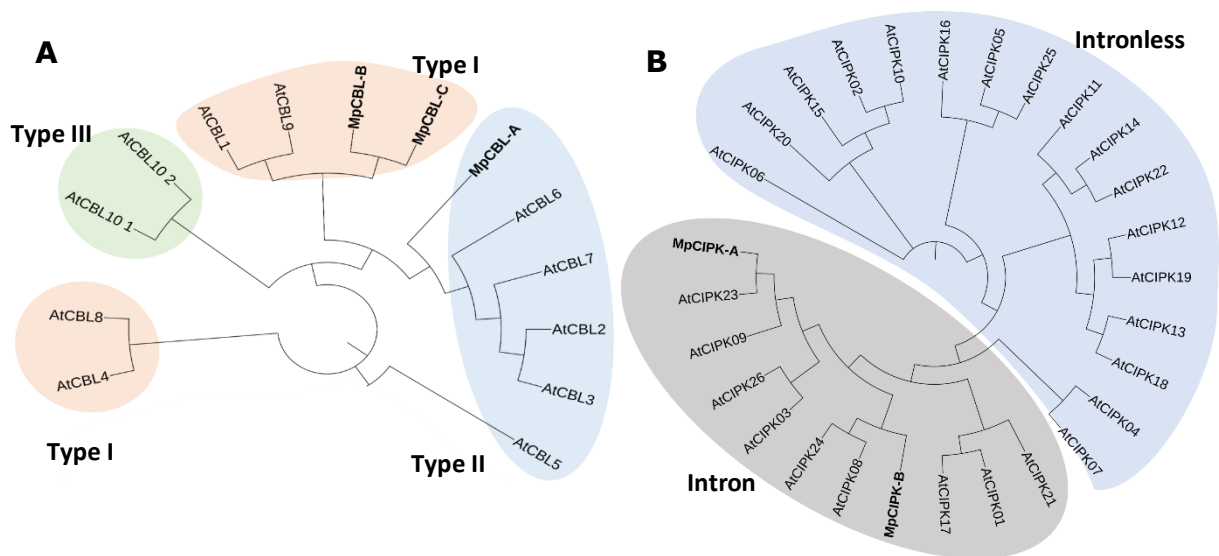 A
Type I
Type III
AtCBL10 1
AtCBL10 2
AtCBL1
AtCBL9
MpCBL-B
MpCBL-C
MpCBL-A
AtCBL6
AtCBL7
AtCBL2
AtCBL3
AtCBL5
AtCBL8
AtCBL4
Type I
Type II
B
Intronless
AtCIPK06
AtCIPK20
AtCIPK15
AtCIPK02
AtCIPK10
AtCIPK16
AtCIPK05
AtCIPK25
AtCIPK11
AtCIPK14
AtCIPK22
AtCIPK12
AtCIPK19
AtCIPK13
AtCIPK18
AtCIPK04
AtCIPK07
MpCIPK-A
AtCIPK23
AtCIPK09
AtCIPK26
AtCIPK03
AtCIPK24
AtCIPK08
MpCIPK-B
AtCIPK17
AtCIPK01
AtCIPK21
Intron